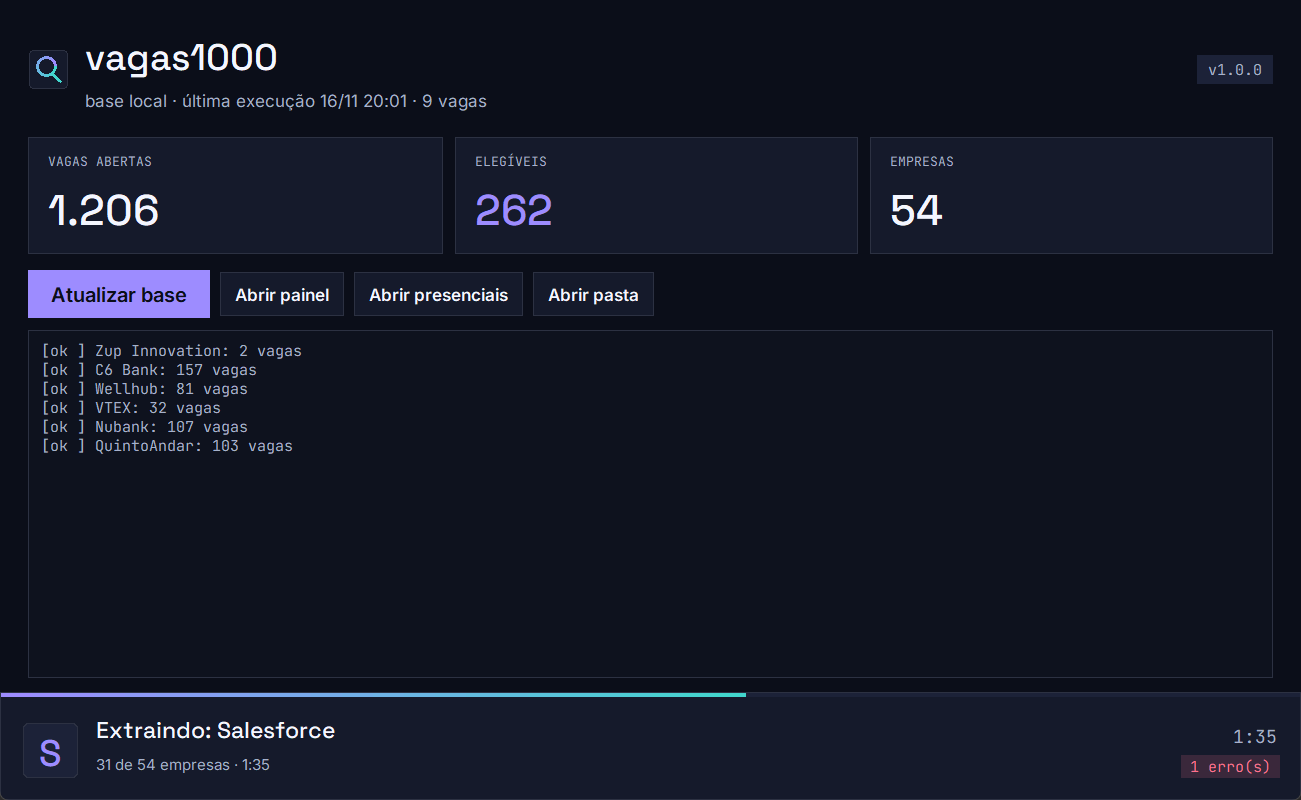 vagas1000
base local · última execução 16/11 20:01 · 9 vagas
v1.0.0
VAGAS ABERTAS
1.206
ELEGÍVEIS
262
EMPRESAS
54
Atualizar base
Abrir painel
Abrir presenciais
Abrir pasta
[ok ] Zup Innovation: 2 vagas
[ok ] C6 Bank: 157 vagas
[ok ] Wellhub: 81 vagas
[ok ] VTEX: 32 vagas
[ok ] Nubank: 107 vagas
[ok ] QuintoAndar: 103 vagas
S
Extraindo: Salesforce
31 de 54 empresas · 1:35
1:35
1 erro(s)